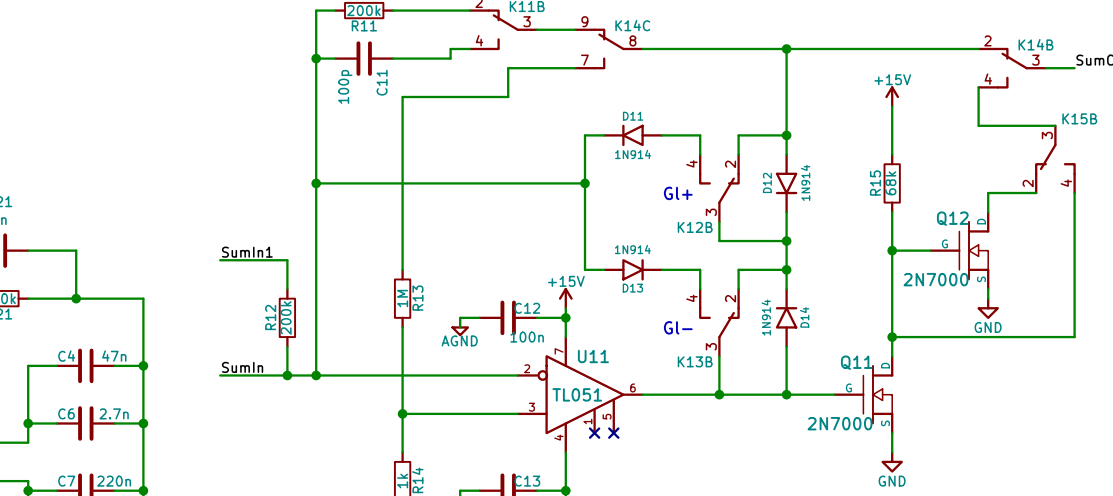 2
K11B
200k
R11
3
9
K14C
8
4
7
100p
C11
2
K14B
3
SumO
4
+15V
K15B
3
D11
1N914
4
2
D12
1N914
R15
68k
Gl+
3
K12B
2
4
21
n
Q12
D
G
S
2N7000
GND
SumIn1
1N914
D13
4
2
0k
21
R12
200k
1M
R13
+15V
C12
100n
AGND
7
Gl-
3
K13B
1N914
D14
C4
47n
SumIn
2
U11
TL051
6
3
1
5
4
Q11
D
G
S
2N7000
GND
C6
2.7n
C7
220n
1k
R14
C13